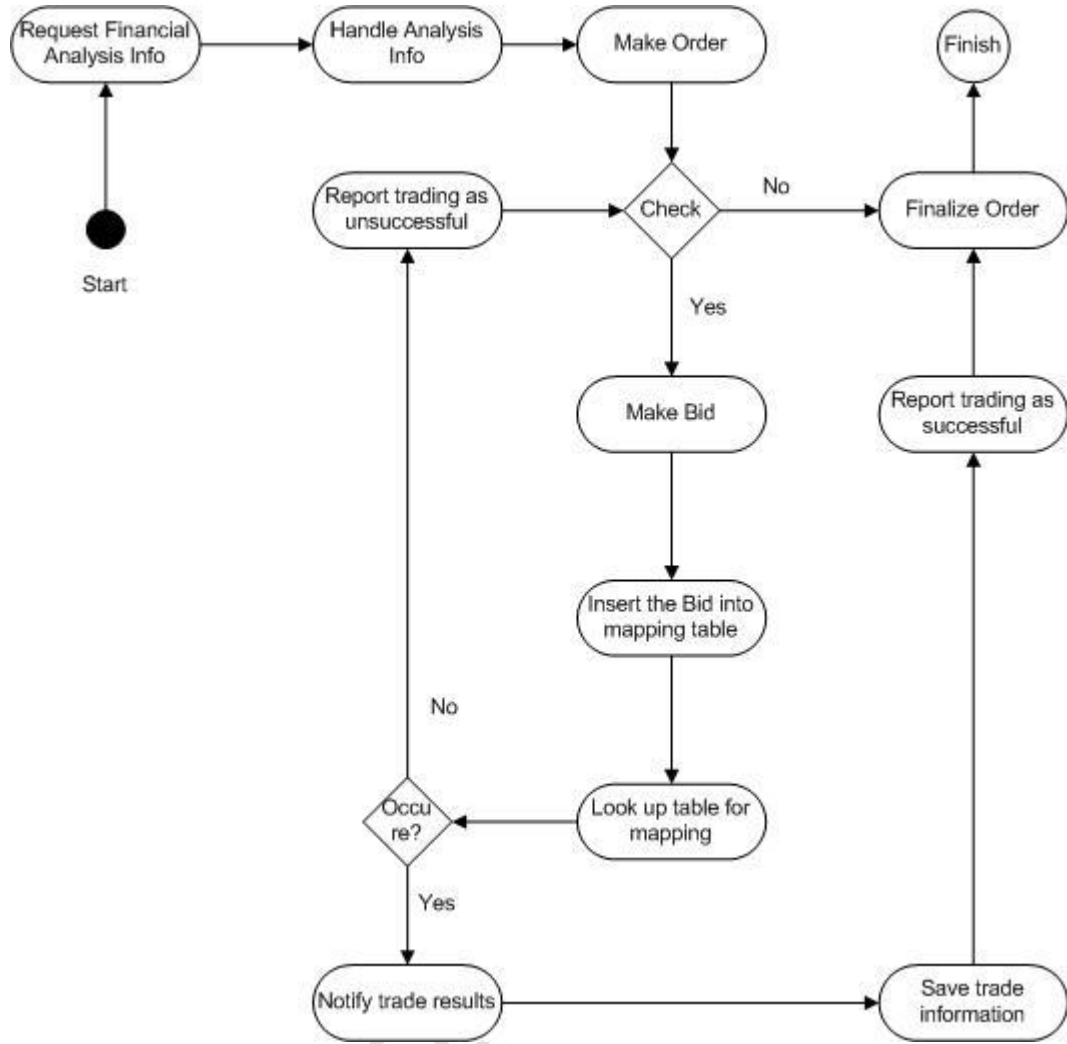 Request Financial
Analysis Info
Handle Analysis
Info
Make Order
Finish
Report trading as
unsuccessful
Check
No
Finalize Order
Start
Yes
Make Bid
Report trading as
successful
Insert the Bid into
mapping table
No
Occu
re?
Look up table for
mapping
Yes
Notify trade results
Save trade
information